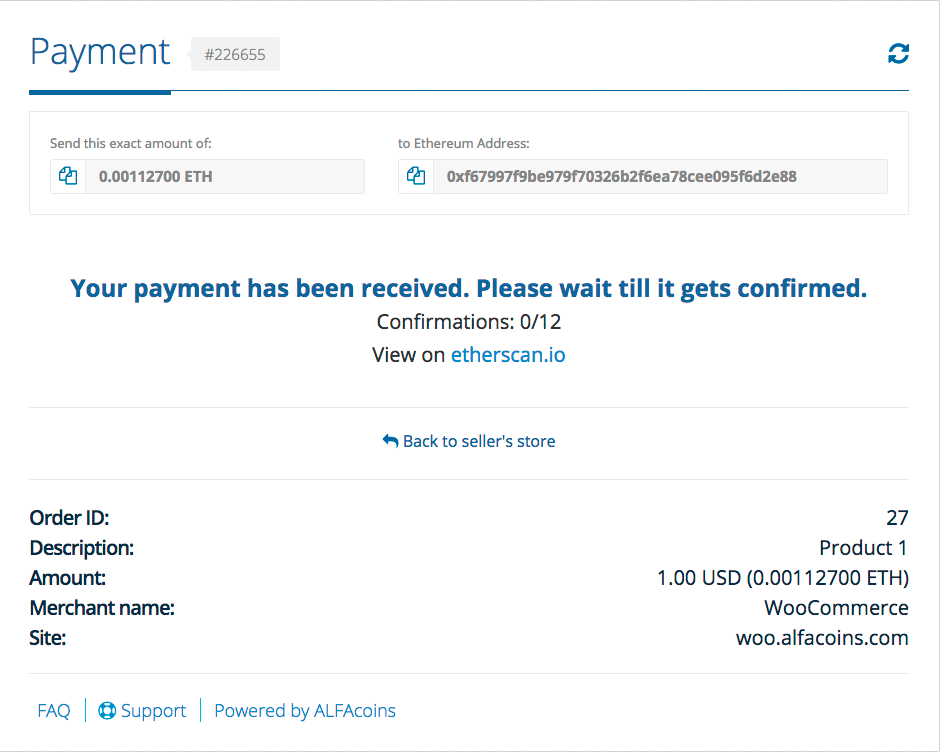 Payment #226655
Send this exact amount of: to Ethereum Address:
0.00112700 ETH 0xf67997f9be979f70326b2f6ea78cee095f6d2e88
Your payment has been received. Please wait till it gets confirmed.
Confirmations: 0/12
View on etherscan.io
Back to seller's store
Order ID: 27
Description: Product 1
Amount: 1.00 USD (0.00112700 ETH)
Merchant name: WooCommerce
Site: woo.alfacoins.com
FAQ Support Powered by ALFAcoins